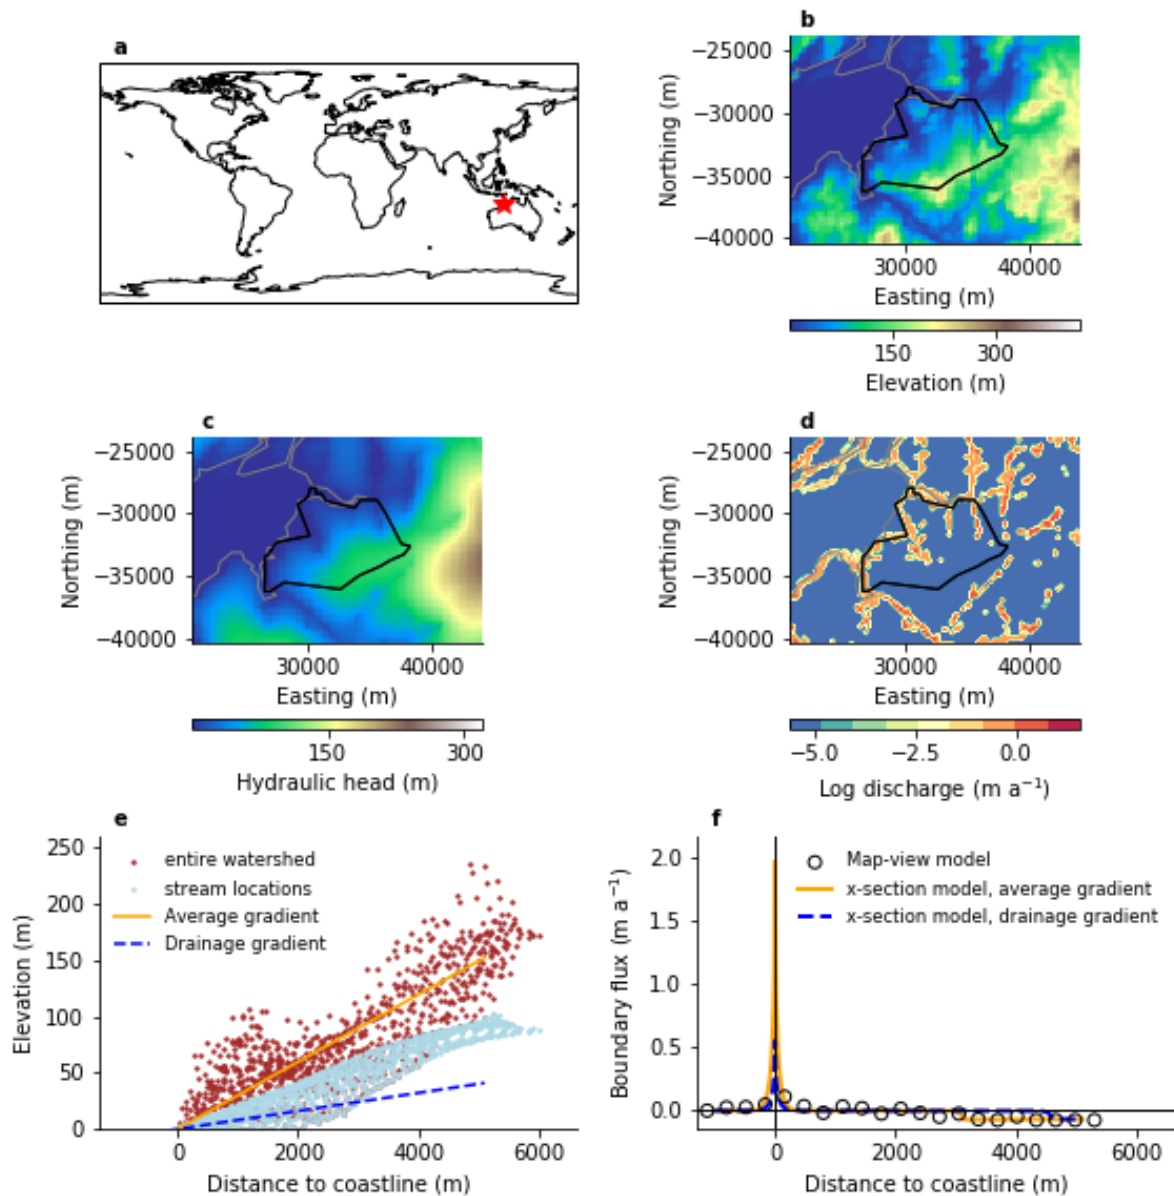 a
b
−25000
−30000
−35000
−40000
Northing (m)
30000 40000
Easting (m)
150 300
Elevation (m)
c
−25000
−30000
−35000
−40000
Northing (m)
30000 40000
Easting (m)
150 300
Hydraulic head (m)
d
−25000
−30000
−35000
−40000
Northing (m)
30000 40000
Easting (m)
−5.0 −2.5 0.0
Log discharge (m a⁻¹)
e
250
200
150
100
50
0
Elevation (m)
entire watershed
stream locations
Average gradient
Drainage gradient
0 2000 4000 6000
Distance to coastline (m)
f
2.0
1.5
1.0
0.5
0.0
Boundary flux (m a⁻¹)
Map-view model
x-section model, average gradient
x-section model, drainage gradient
0 2000 4000 6000
Distance to coastline (m)